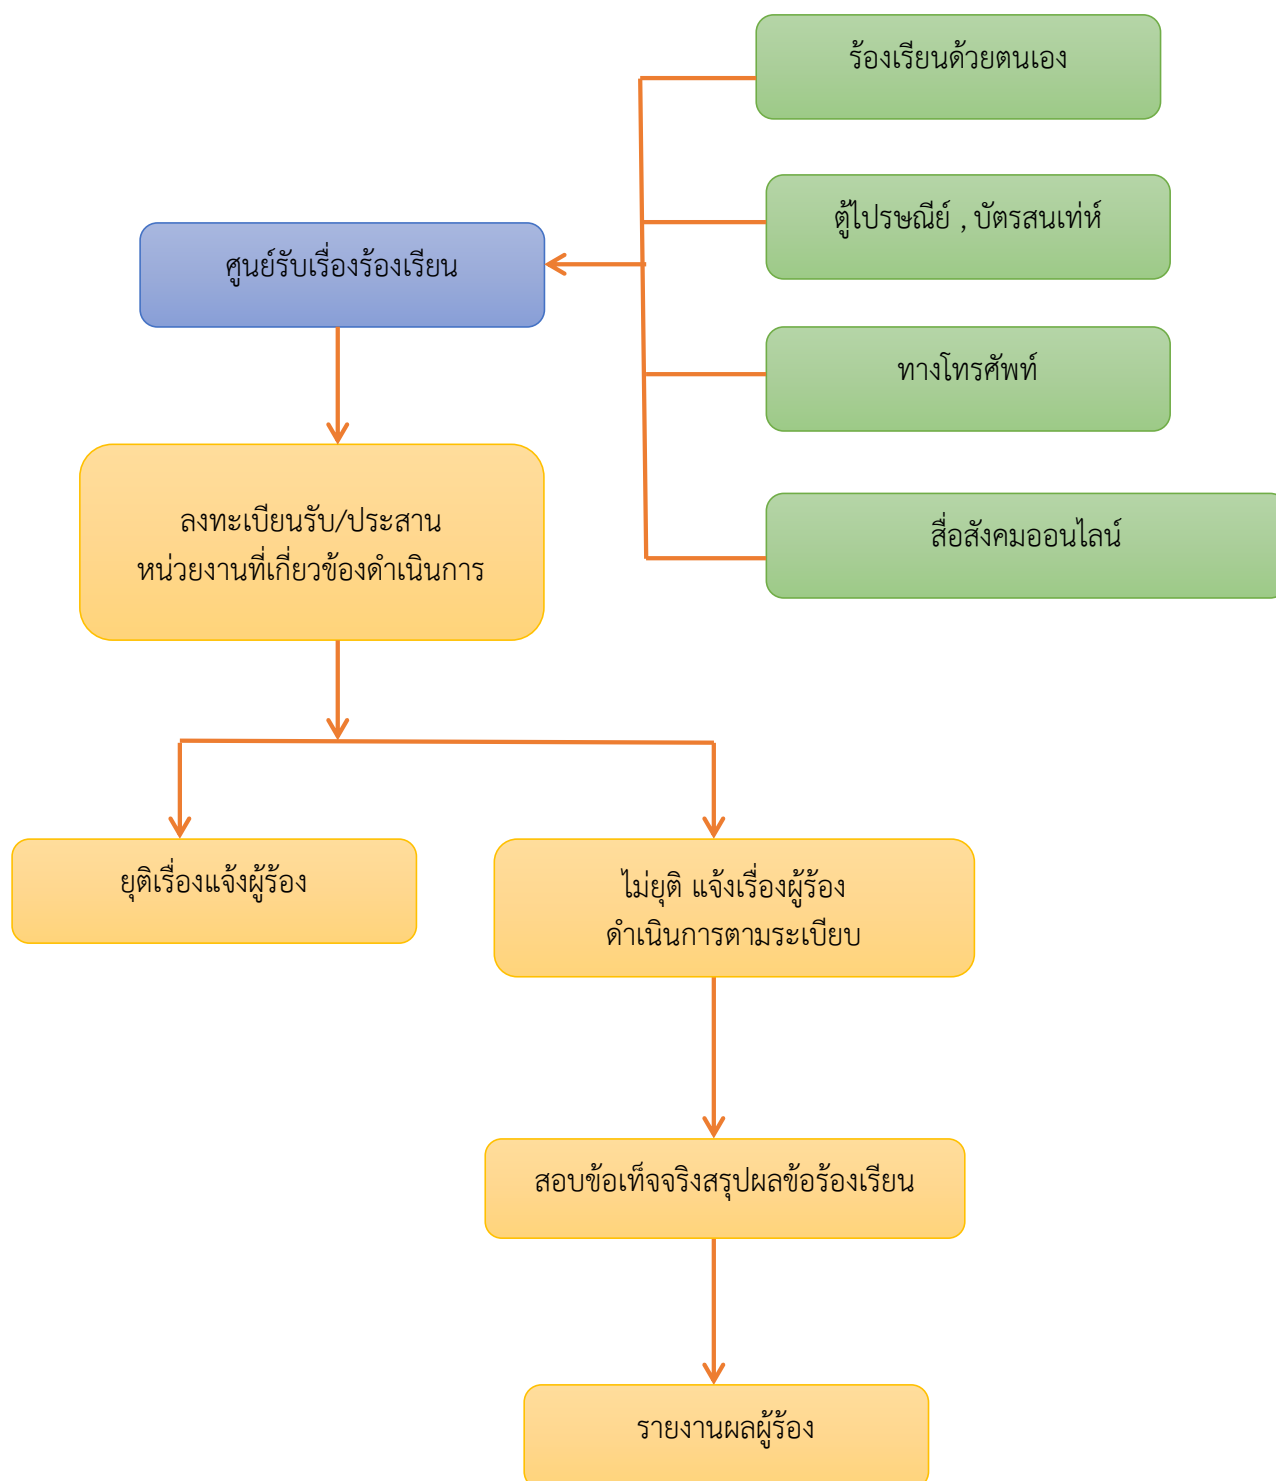 ร้องเรียนด้วยตนเอง
ตู้ไปรษณีย์ , บัตรสนเท่ห์
ศูนย์รับเรื่องร้องเรียน
ทางโทรศัพท์
ลงทะเบียนรับ/ประสาน
หน่วยงานที่เกี่ยวข้องดำเนินการ
สื่อสังคมออนไลน์
ยุติเรื่องแจ้งผู้ร้อง
ไม่ยุติ แจ้งเรื่องผู้ร้อง
ดำเนินการตามระเบียบ
สอบข้อเท็จจริงสรุปผลข้อร้องเรียน
รายงานผลผู้ร้อง